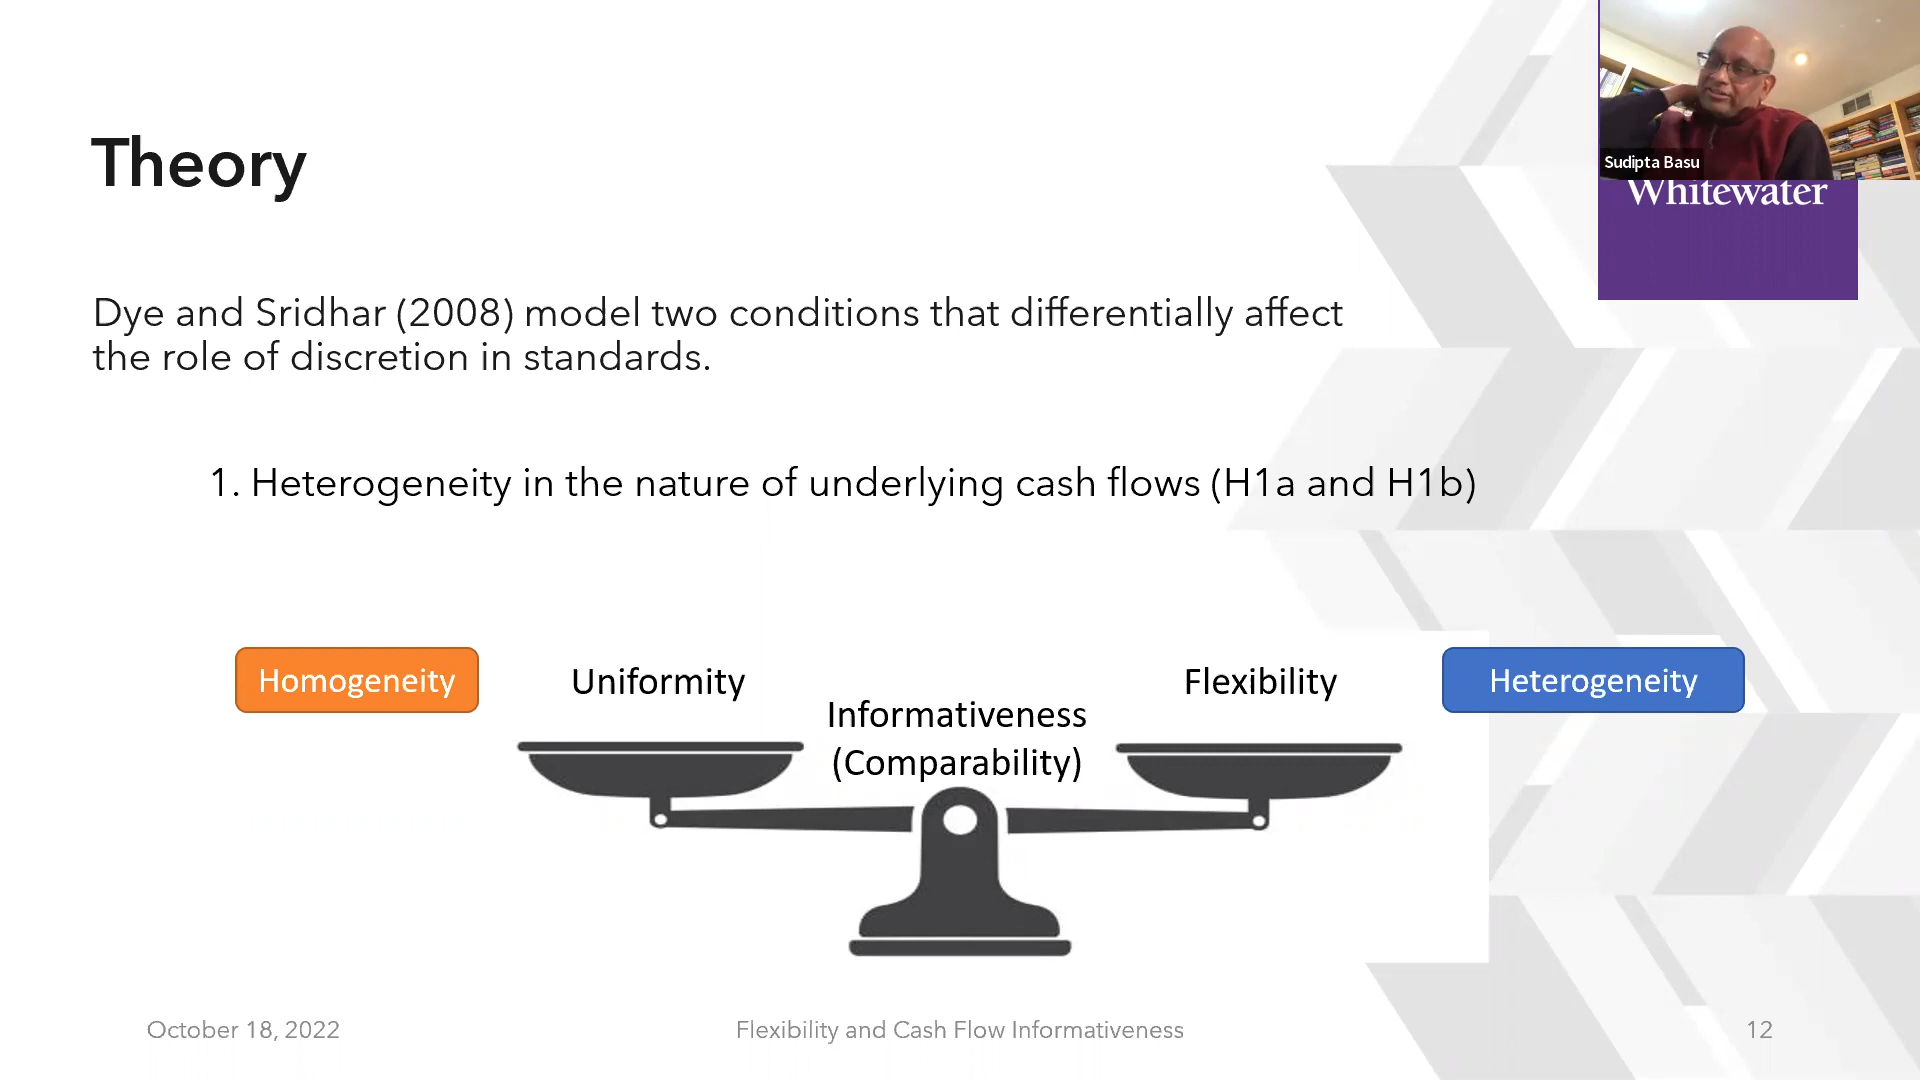 Sudipta Basu
Whitewater
Theory
Dye and Sridhar (2008) model two conditions that differentially affect
the role of discretion in standards.
1. Heterogeneity in the nature of underlying cash flows (H1a and H1b)
Homogeneity
Uniformity
Informativeness
(Comparability)
Flexibility
Heterogeneity
October 18, 2022
Flexibility and Cash Flow Informativeness
12